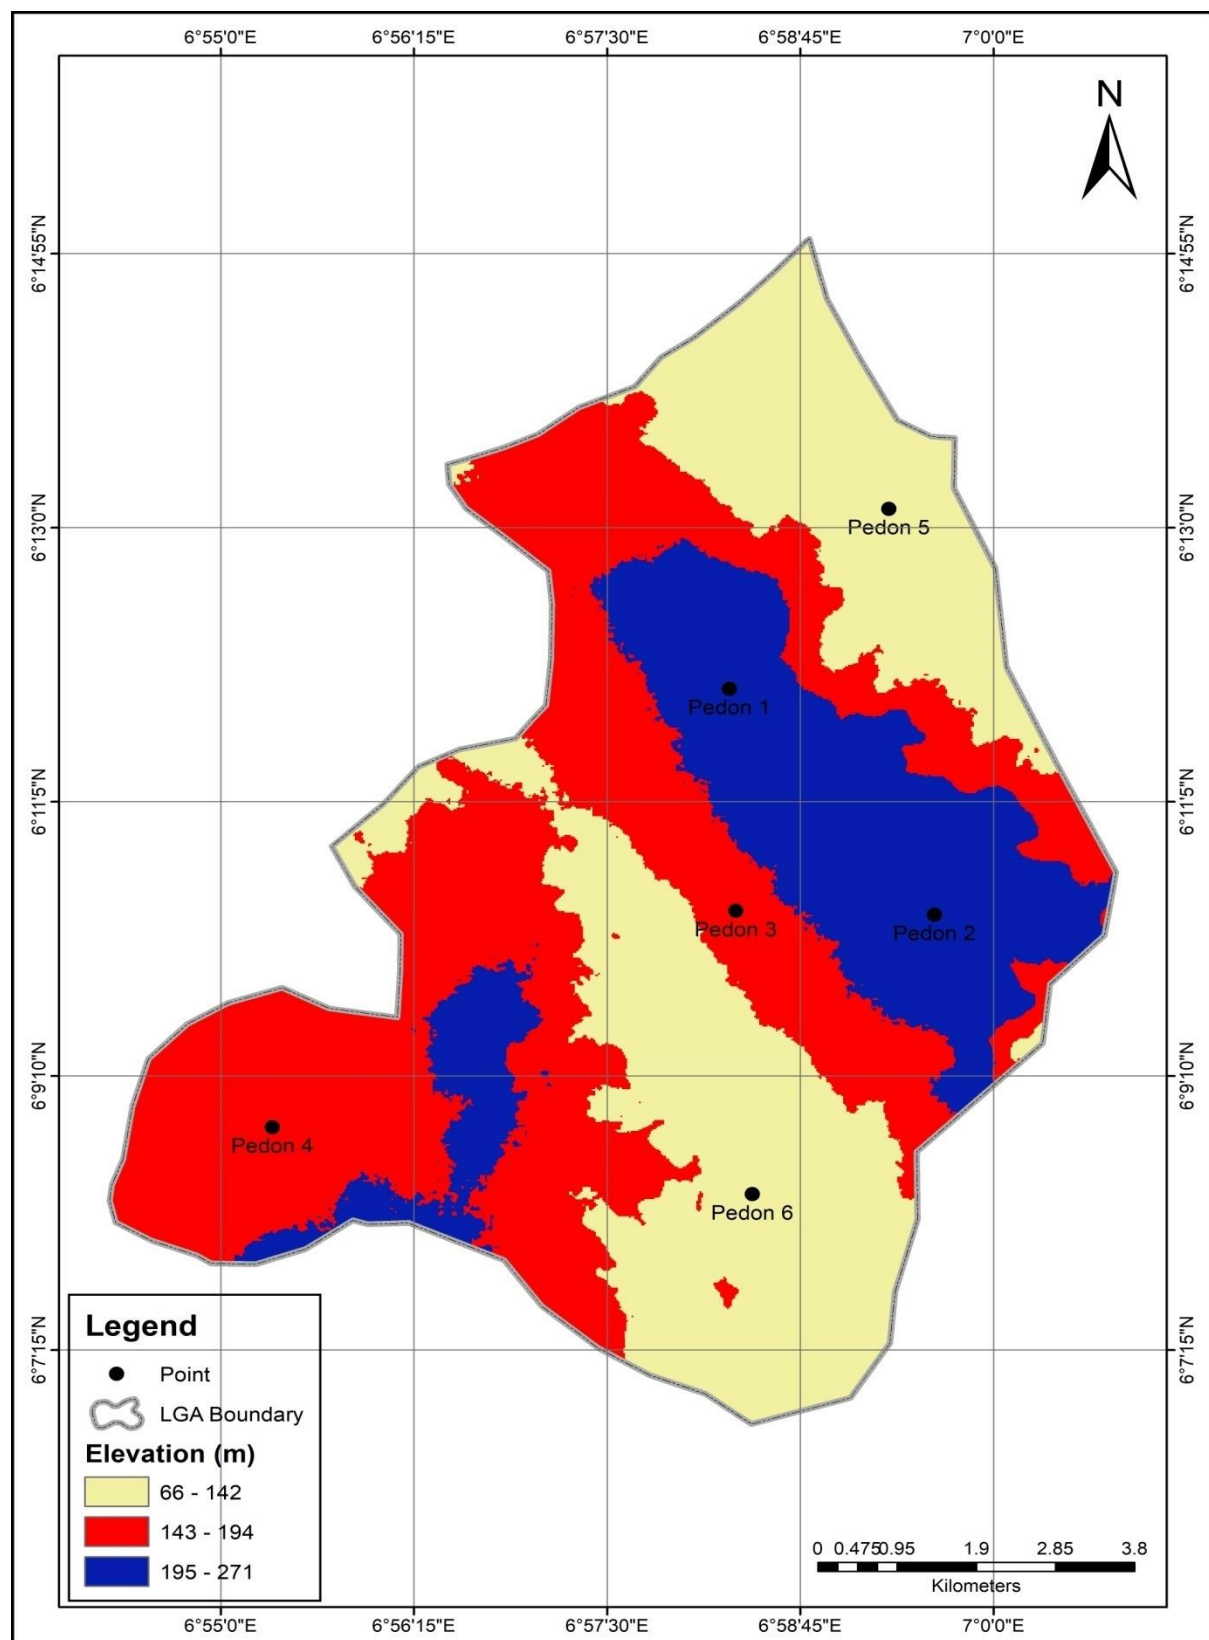 6°55'0"E 6°56'15"E 6°57'30"E 6°58'45"E 7°0'0"E
N
6°14'55"N 6°14'55"N
6°13'0"N 6°13'0"N
Pedon 5
Pedon 1
6°11'5"N 6°11'5"N
Pedon 3 Pedon 2
6°9'10"N 6°9'10"N
Pedon 4
Pedon 6
6°7'15"N 6°7'15"N
Legend
Point
LGA Boundary
Elevation (m)
66 - 142
143 - 194
195 - 271
0 0.475 0.95 1.9 2.85 3.8
Kilometers
6°55'0"E 6°56'15"E 6°57'30"E 6°58'45"E 7°0'0"E